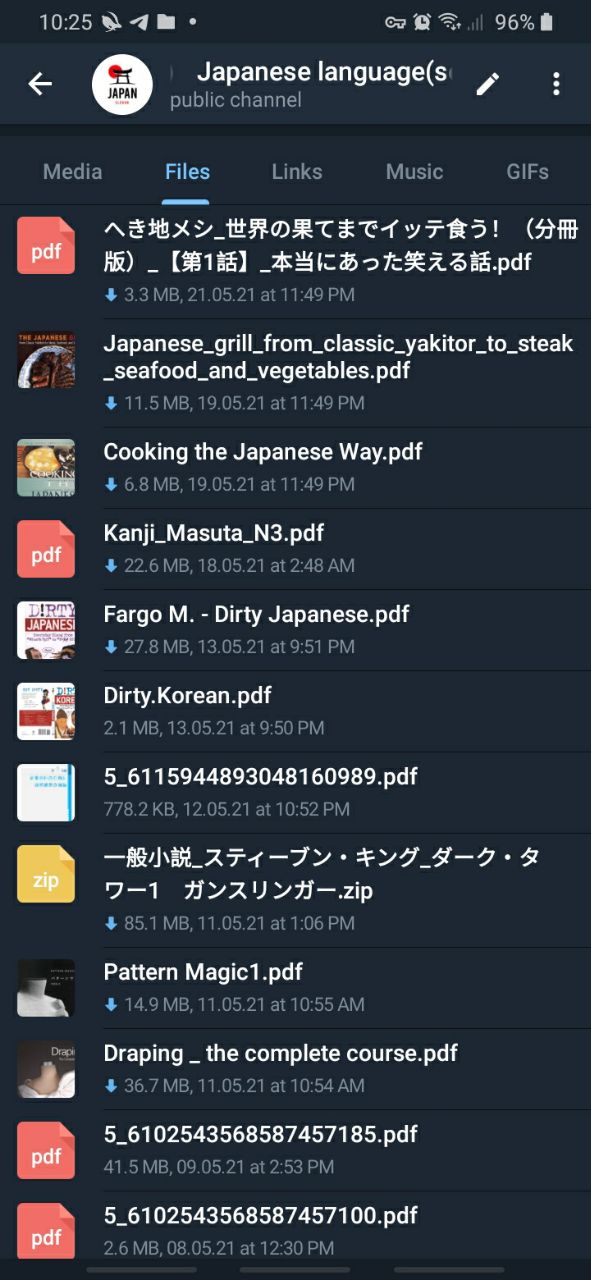 10:25
96%
JAPAN
Japanese language(s
public channel
Media
Files
Links
Music
GIFs
pdf
へき地メシ_世界の果てまでイッテ食う！（分冊
版）_【第1話】_本当にあった笑える話.pdf
3.3 MB, 21.05.21 at 11:49 PM
THE JAPANESE
Japanese_grill_from_classic_yakitor_to_steak
_seafood_and_vegetables.pdf
11.5 MB, 19.05.21 at 11:49 PM
COOKING
Cooking the Japanese Way.pdf
6.8 MB, 19.05.21 at 11:49 PM
pdf
Kanji_Masuta_N3.pdf
22.6 MB, 18.05.21 at 2:48 AM
D!RTY
JAPANES
Fargo M. - Dirty Japanese.pdf
27.8 MB, 13.05.21 at 9:51 PM
Dirty.Korean.pdf
2.1 MB, 13.05.21 at 9:50 PM
5_6115944893048160989.pdf
778.2 KB, 12.05.21 at 10:52 PM
zip
一般小説_スティーブン・キング_ダーク・タ
ワー1　ガンスリンガー.zip
85.1 MB, 11.05.21 at 1:06 PM
Pattern Magic1.pdf
14.9 MB, 11.05.21 at 10:55 AM
Drapi
Draping _ the complete course.pdf
36.7 MB, 11.05.21 at 10:54 AM
pdf
5_6102543568587457185.pdf
41.5 MB, 09.05.21 at 2:53 PM
pdf
5_6102543568587457100.pdf
2.6 MB, 08.05.21 at 12:30 PM